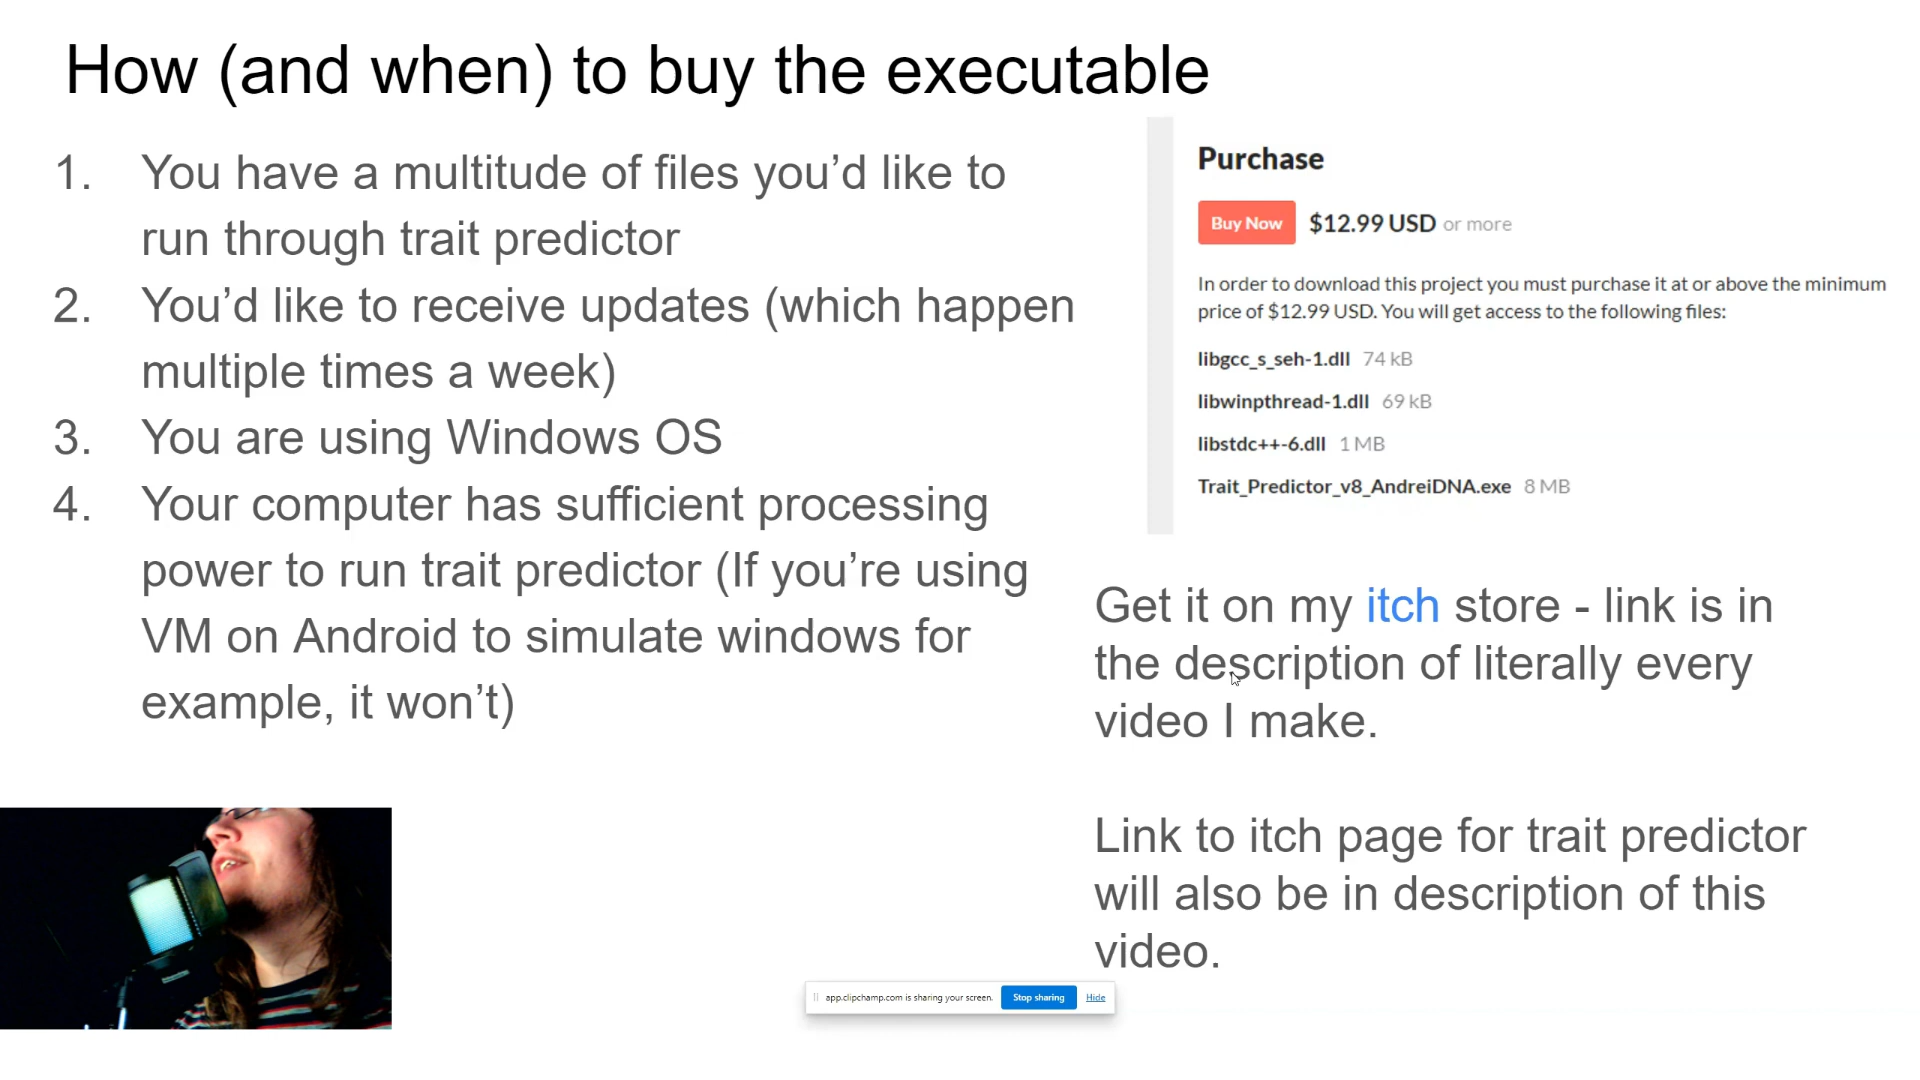 How (and when) to buy the executable
1. You have a multitude of files you’d like to
run through trait predictor
2. You’d like to receive updates (which happen
multiple times a week)
3. You are using Windows OS
4. Your computer has sufficient processing
power to run trait predictor (If you’re using
VM on Android to simulate windows for
example, it won’t)
Purchase
Buy Now $12.99 USD or more
In order to download this project you must purchase it at or above the minimum
price of $12.99 USD. You will get access to the following files:
libgcc_s_seh-1.dll 74 kB
libwinpthread-1.dll 69 kB
libstdc++-6.dll 1 MB
Trait_Predictor_v8_AndreiDNA.exe 8 MB
Get it on my itch store - link is in
the description of literally every
video I make.
Link to itch page for trait predictor
will also be in description of this
video.
app.clipchamp.com is sharing your screen. Stop sharing Hide